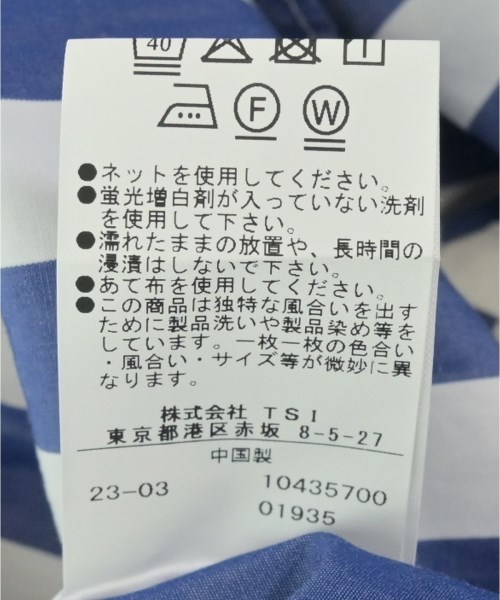 40
F W
●ネットを使用してください。
●蛍光増白剤が入っていない洗剤
を使用して下さい。
●濡れたままの放置や、長時間の
浸漬はしないで下さい。
●あて布を使用してください。
●この商品は独特な風合いを出す
ために製品洗いや製品染め等を
しています。一枚一枚の色合い
・風合い・サイズ等が微妙に異
なります。
株式会社 TSI
東京都港区赤坂 8-5-27
中国製
23-03 10435700
01935